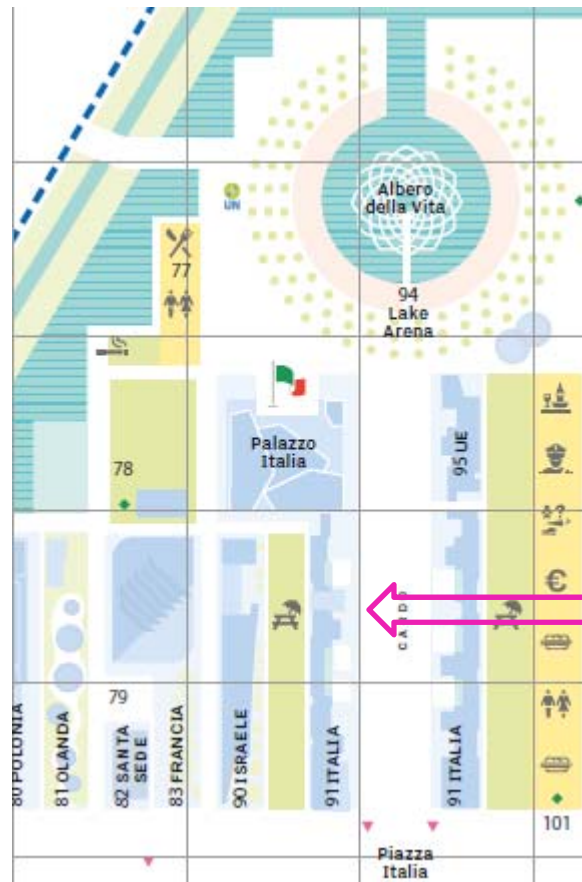 Albero
della Vita
UN
77
94
Lake
Arena
Palazzo
Italia
78
95 UE
€
CARDO
79
80 POLONIA
81 OLANDA
82 SANTA
SEDE
83 FRANCIA
90 ISRAELE
91 ITALIA
91 ITALIA
101
Piazza
Italia